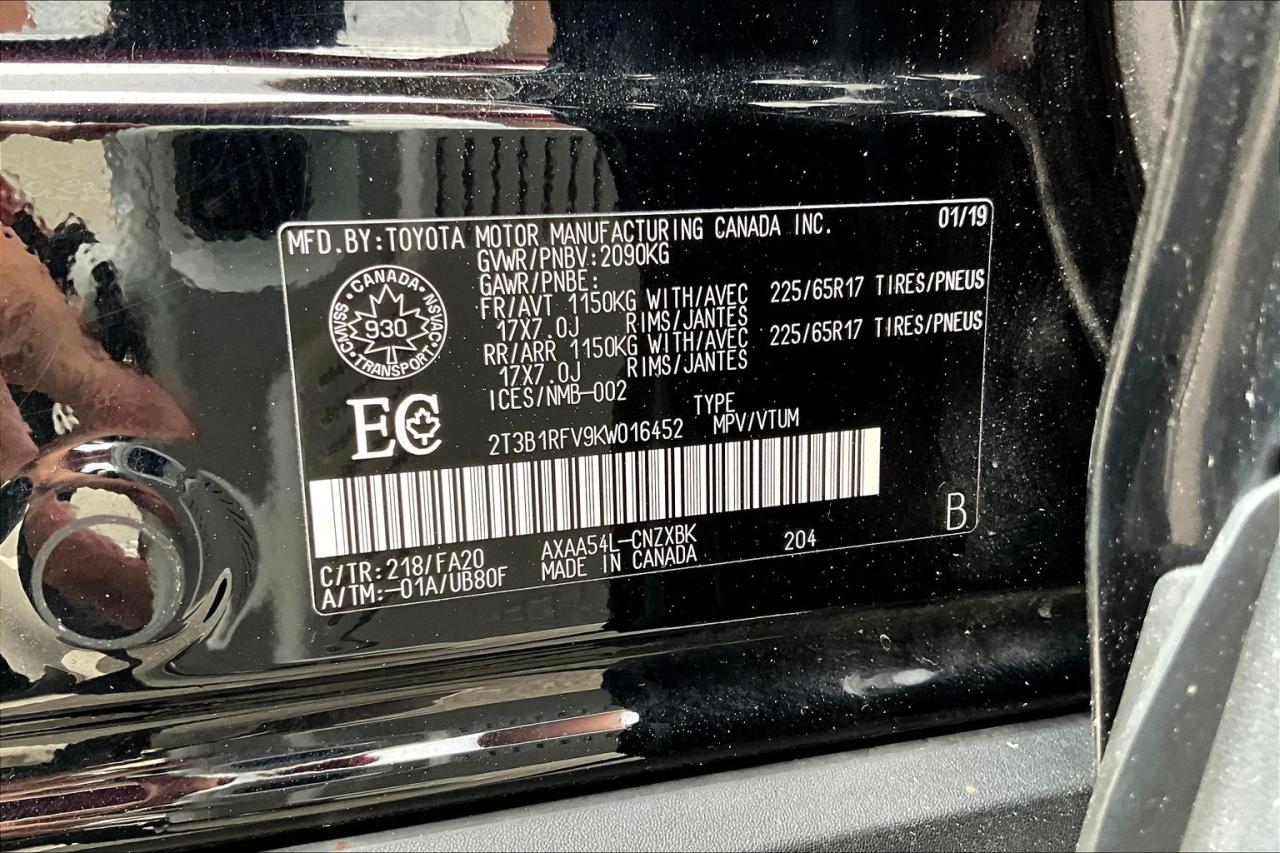 MFD.BY:TOYOTA MOTOR MANUFACTURING CANADA INC. 01/19
GVWR/PNBV:2090KG
GAWR/PNBE:
FR/AVT 1150KG WITH/AVEC 225/65R17 TIRES/PNEUS
17X7.0J RIMS/JANTES
RR/ARR 1150KG WITH/AVEC 225/65R17 TIRES/PNEUS
17X7.0J RIMS/JANTES
ICES/NMB-002
CANADA
CMVSS 930 NSVAC
TRANSPORT
EC
TYPE
2T3B1RFV9KW016452 MPV/VTUM
B
C/TR:218/FA20 AXAA54L-CNZXBK 204
A/TM:-01A/UB80F MADE IN CANADA